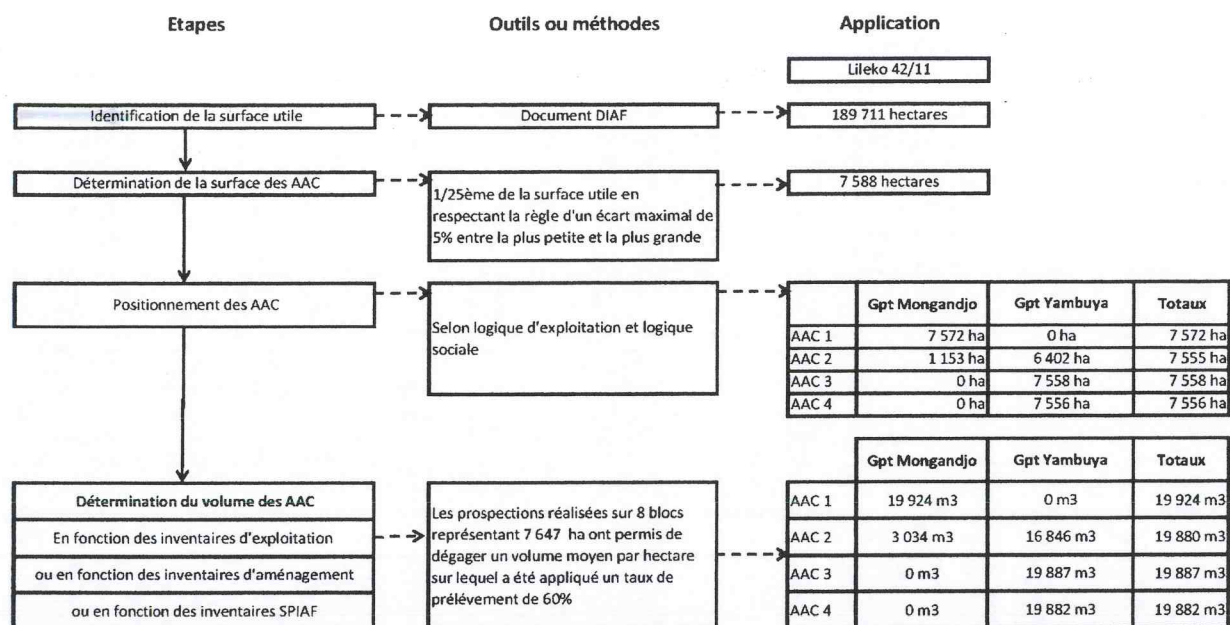 Etapes
Outils ou méthodes
Application
Lileko 42/11
Identification de la surface utile
Document DIAF
189 711 hectares
Détermination de la surface des AAC
1/25ème de la surface utile en
respectant la règle d'un écart maximal de
5% entre la plus petite et la plus grande
7 588 hectares
Positionnement des AAC
Selon logique d'exploitation et logique
sociale
Gpt Mongandjo Gpt Yambuya Totaux
AAC 1 7 572 ha 0 ha 7 572 ha
AAC 2 1 153 ha 6 402 ha 7 555 ha
AAC 3 0 ha 7 558 ha 7 558 ha
AAC 4 0 ha 7 556 ha 7 556 ha
Détermination du volume des AAC
En fonction des inventaires d'exploitation
ou en fonction des inventaires d'aménagement
ou en fonction des inventaires SPIAF
Les prospections réalisées sur 8 blocs
représentant 7 647 ha ont permis de
dégager un volume moyen par hectare
sur lequel a été appliqué un taux de
prélévement de 60%
Gpt Mongandjo Gpt Yambuya Totaux
AAC 1 19 924 m3 0 m3 19 924 m3
AAC 2 3 034 m3 16 846 m3 19 880 m3
AAC 3 0 m3 19 887 m3 19 887 m3
AAC 4 0 m3 19 882 m3 19 882 m3